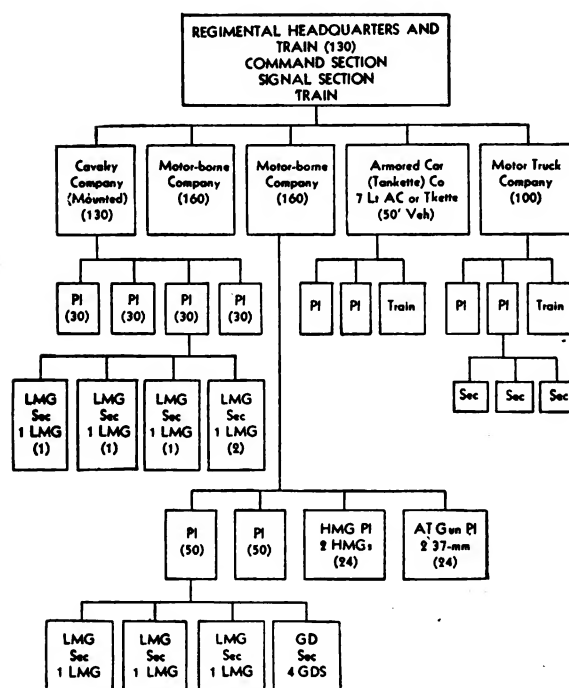 REGIMENTAL HEADQUARTERS AND
TRAIN (130)
COMMAND SECTION
SIGNAL SECTION
TRAIN
Cavalry
Company
(Mounted)
(130)
Motor-borne
Company
(160)
Motor-borne
Company
(160)
Armored Car
(Tankette) Co
7 Lt AC or Tkette
(50' Veh)
Motor Truck
Company
(100)
Pl
(30)
Pl
(30)
Pl
(30)
Pl
(30)
Pl
Pl
Train
Pl
Pl
Train
LMG
Sec
1 LMG
(1)
LMG
Sec
1 LMG
(1)
LMG
Sec
1 LMG
(1)
LMG
Sec
1 LMG
(2)
Sec
Sec
Sec
Pl
(50)
Pl
(50)
HMG Pl
2 HMGs
(24)
AT Gun Pl
2 37-mm
(24)
LMG
Sec
1 LMG
LMG
Sec
1 LMG
LMG
Sec
1 LMG
GD
Sec
4 GDS